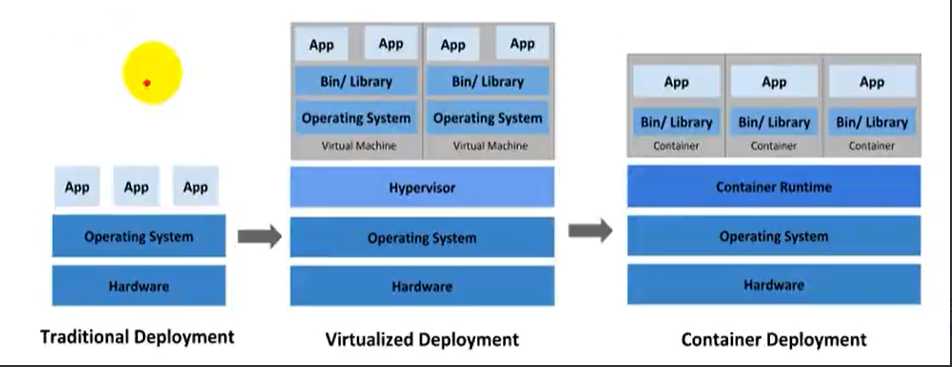 App App App
Operating System
Hardware
Traditional Deployment
App App App App
Bin/ Library Bin/ Library
Operating System Operating System
Virtual Machine Virtual Machine
Hypervisor
Operating System
Hardware
Virtualized Deployment
App App App
Bin/ Library Bin/ Library Bin/ Library
Container Container Container
Container Runtime
Operating System
Hardware
Container Deployment